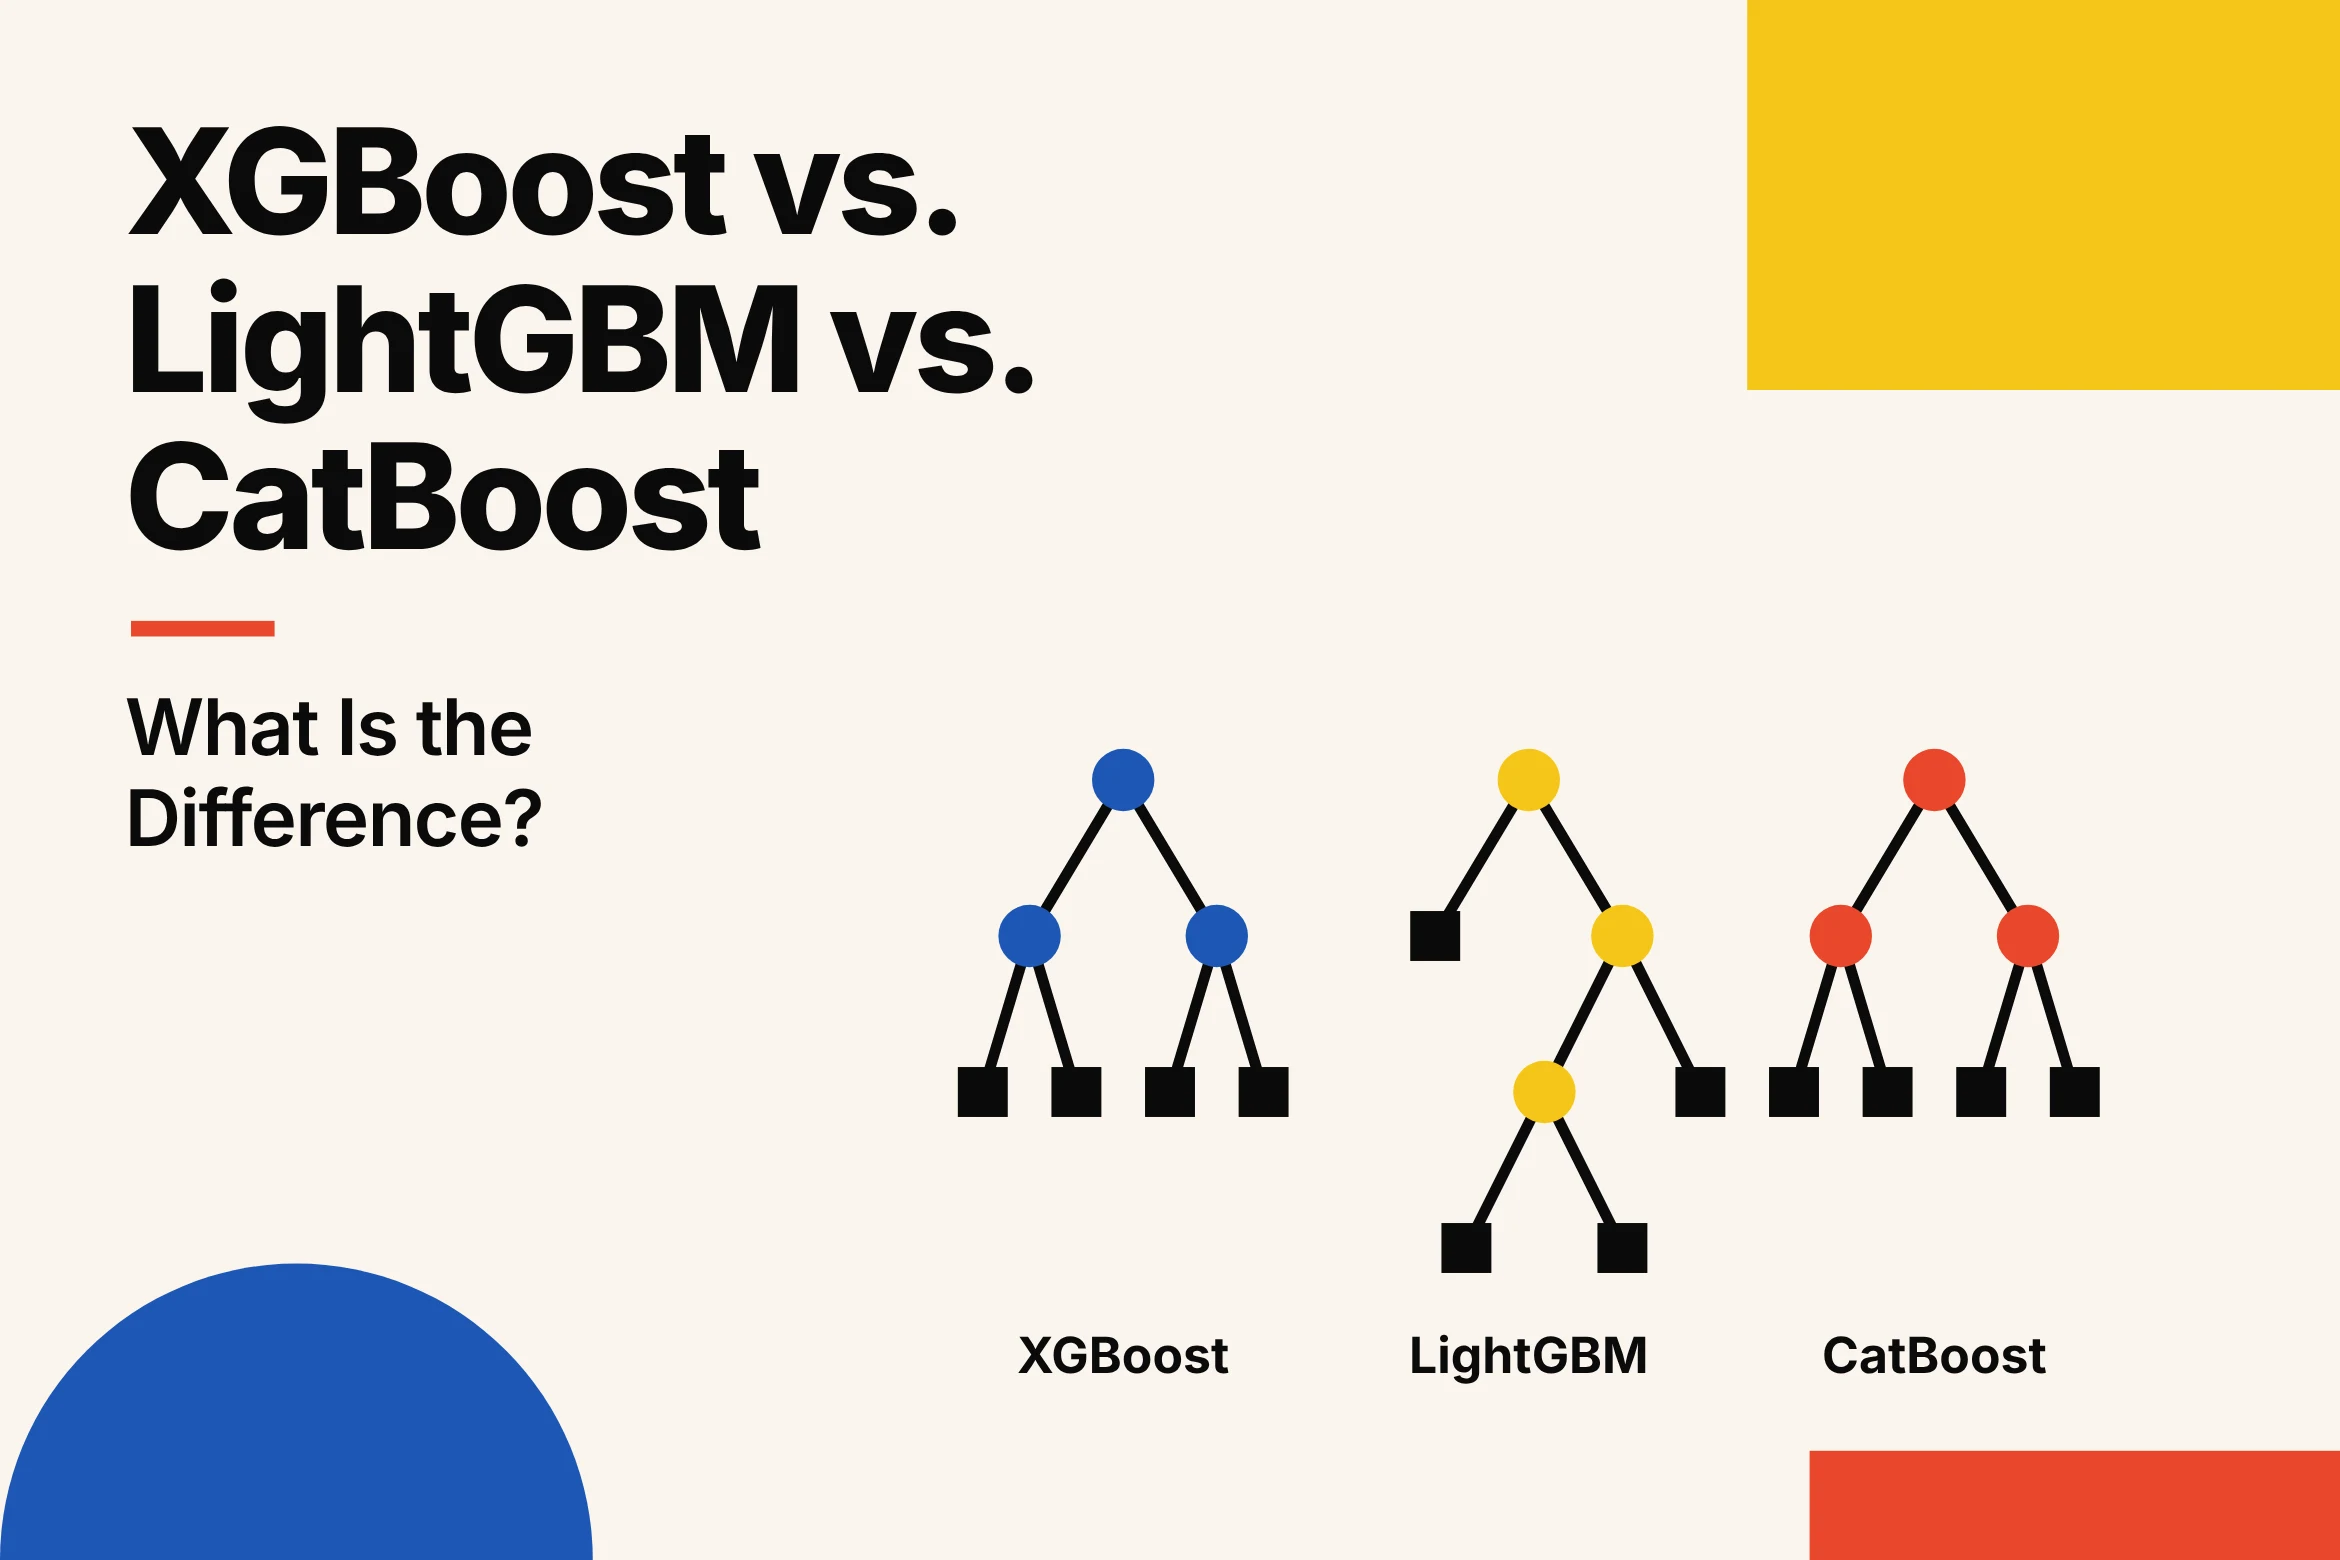 XGBoost vs.
LightGBM vs.
CatBoost
What Is the
Difference?
XGBoost
LightGBM
CatBoost